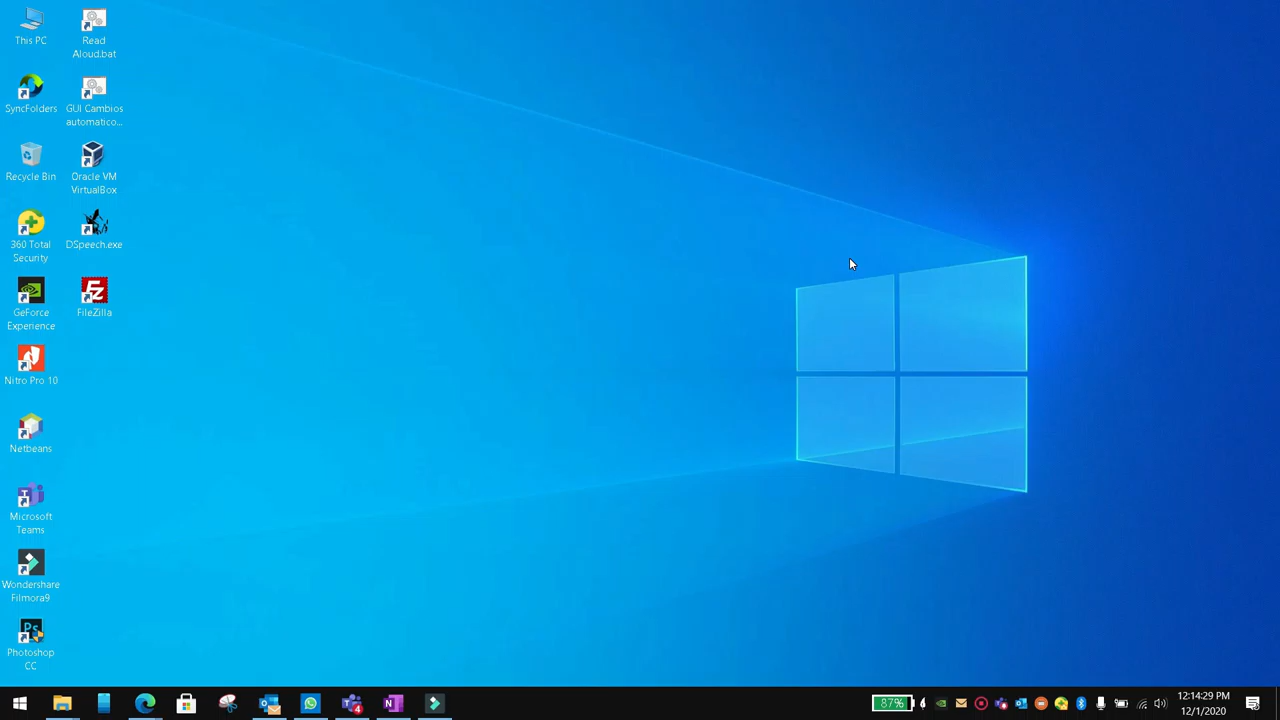 This PC
Read
Aloud.bat
SyncFolders
GUI Cambios
automatico...
Recycle Bin
Oracle VM
VirtualBox
360 Total
Security
DSpeech.exe
GeForce
Experience
FileZilla
Nitro Pro 10
Netbeans
Microsoft
Teams
Wondershare
Filmora9
Ps
Photoshop
CC
4
N
87%
12:14:29 PM
12/1/2020